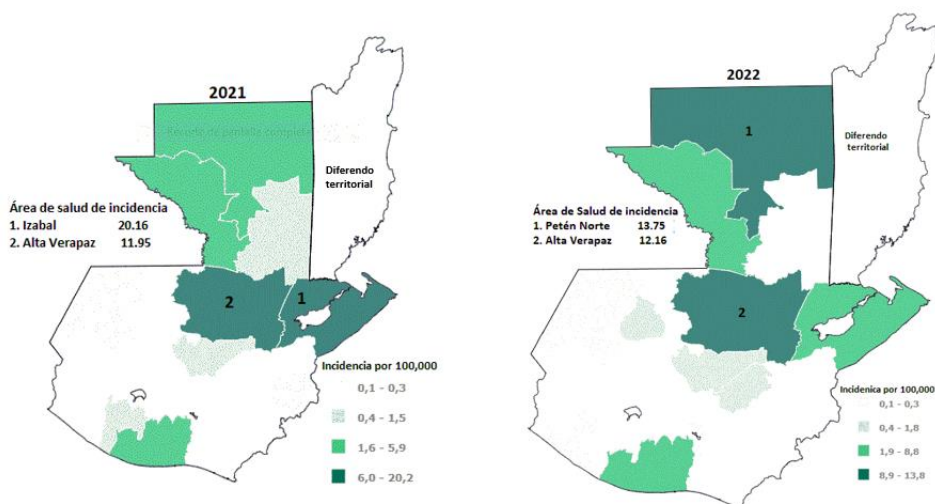 2021
Recorte de pantalla completa
Diferendo
territorial
Área de salud de incidencia
1. Izabal 20.16
2. Alta Verapaz 11.95
2
1
Incidencia por 100,000
0,1 - 0,3
0,4 - 1,5
1,6 - 5,9
6,0 - 20,2
2022
1
Diferendo
territorial
Área de Salud de incidencia
1. Petén Norte 13.75
2. Alta Verapaz 12.16
2
Incidenica por 100,000
0,1 - 0,3
0,4 - 1,8
1,9 - 8,8
8,9 - 13,8